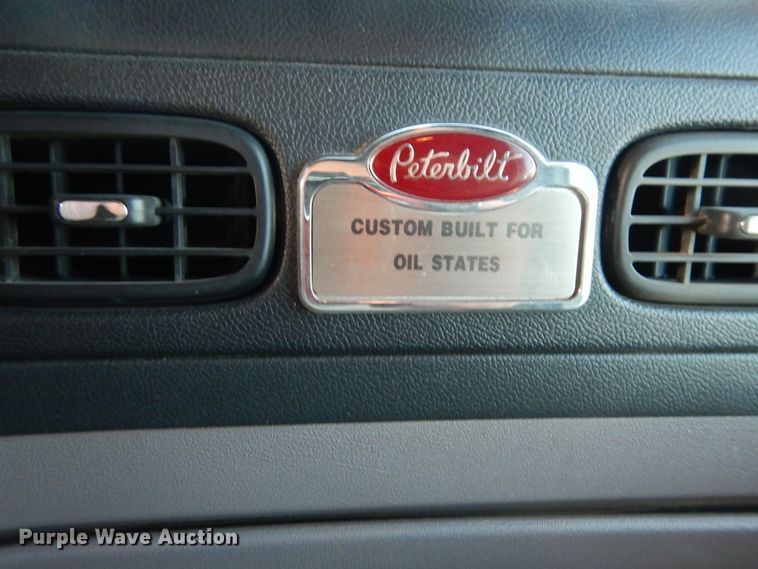 Peterbilt
CUSTOM BUILT FOR
OIL STATES
Purple Wave Auction